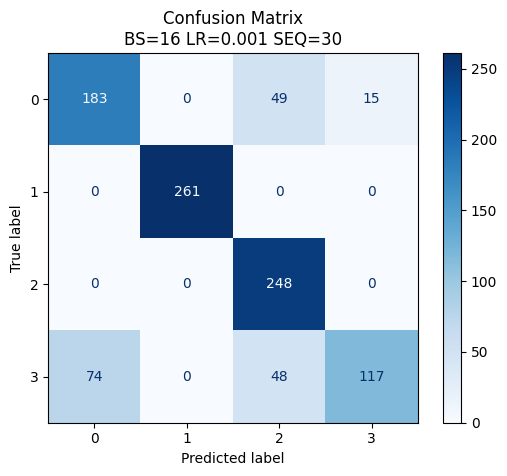 Confusion Matrix
BS=16 LR=0.001 SEQ=30
0 183 0 49 15
1 0 261 0 0
2 0 0 248 0
3 74 0 48 117
0 1 2 3
Predicted label
True label
250
200
150
100
50
0